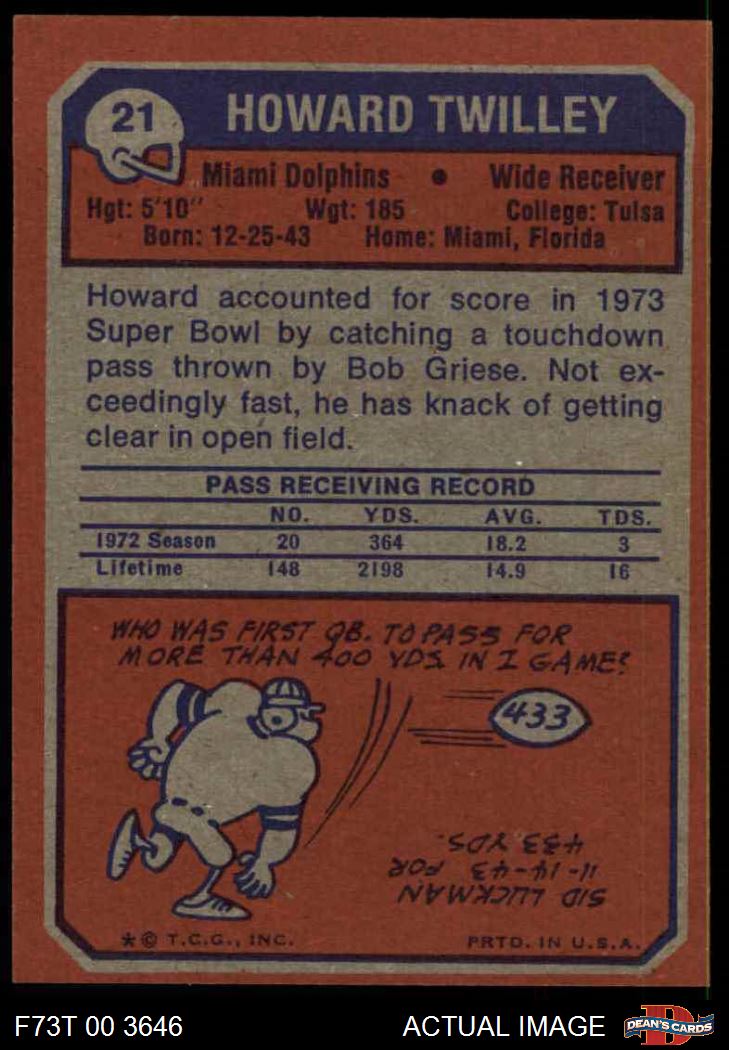 21
HOWARD TWILLEY
Miami Dolphins • Wide Receiver
Hgt: 5'10" Wgt: 185 College: Tulsa
Born: 12-25-43 Home: Miami, Florida
Howard accounted for score in 1973
Super Bowl by catching a touchdown
pass thrown by Bob Griese. Not ex-
ceedingly fast, he has knack of getting
clear in open field.
PASS RECEIVING RECORD
NO. YDS. AVG. TDS.
1972 Season 20 364 18.2 3
Lifetime 148 2198 14.9 16
WHO WAS FIRST QB. TO PASS FOR
MORE THAN 400 YDS. IN 1 GAME?
433
SID LUCKMAN
11-14-43 FOR
433 YDS.
*© T.C.G., INC. PRTD. IN U.S.A.
F73T 00 3646 ACTUAL IMAGE
D
DEAN'S CARDS